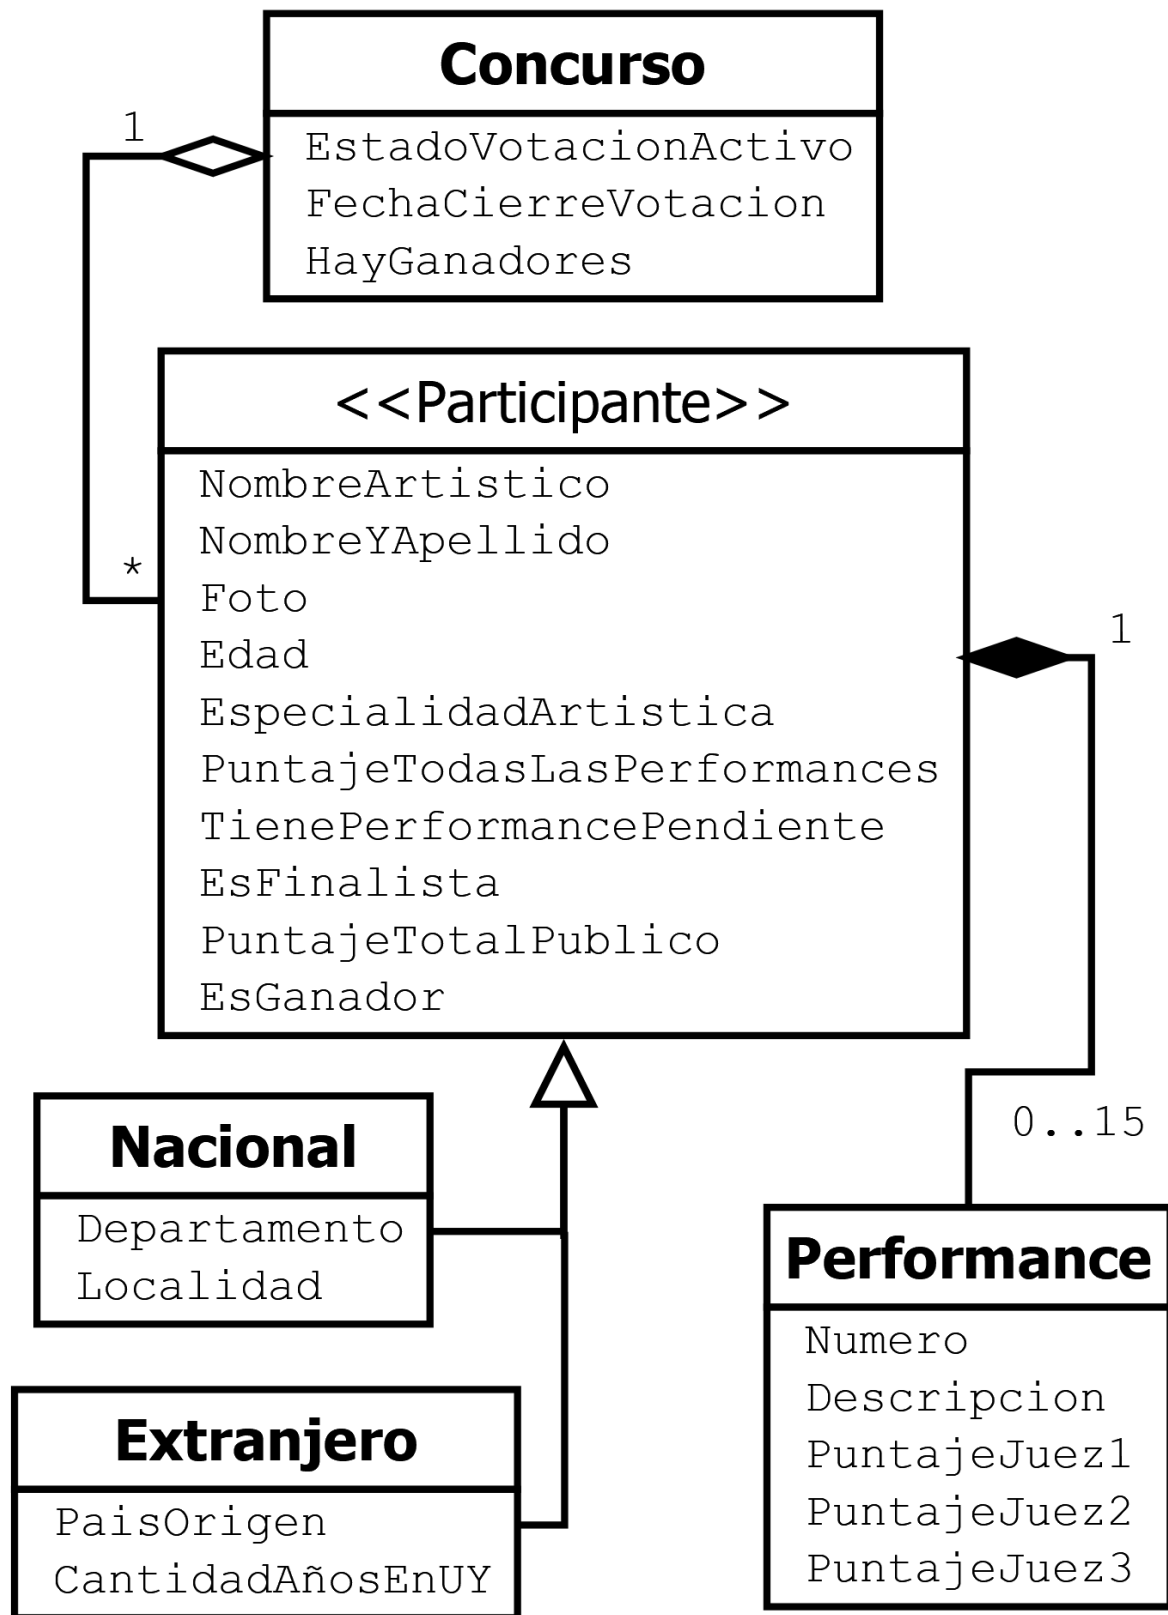 Concurso
1
EstadoVotacionActivo
FechaCierreVotacion
HayGanadores
<<Participante>>
NombreArtistico
NombreYApellido
*
Foto
Edad
1
EspecialidadArtistica
PuntajeTodasLasPerformances
TienePerformancePendiente
EsFinalista
PuntajeTotalPublico
EsGanador
Nacional
0..15
Departamento
Localidad
Performance
Numero
Descripcion
PuntajeJuez1
PuntajeJuez2
PuntajeJuez3
Extranjero
PaisOrigen
CantidadAñosEnUY